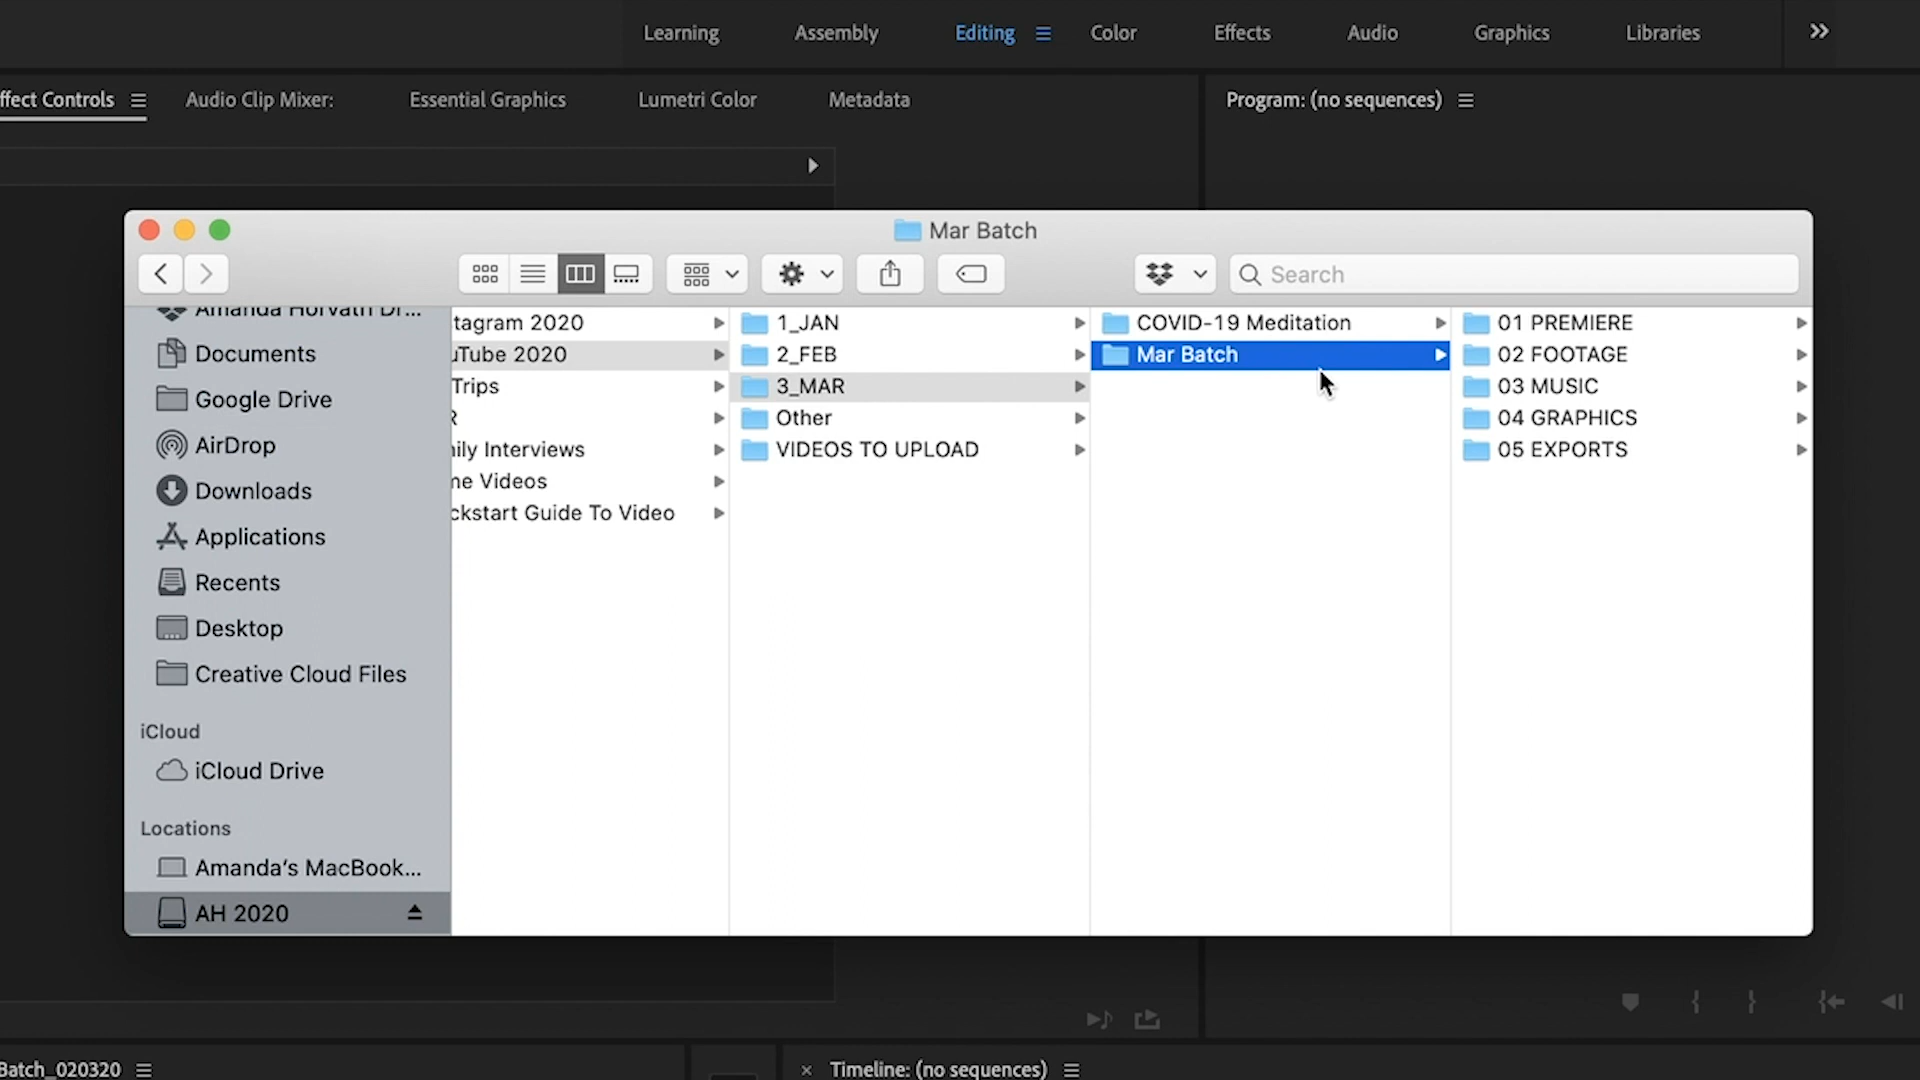 Learning Assembly Editing Color Effects Audio Graphics Libraries
ffect Controls Audio Clip Mixer: Essential Graphics Lumetri Color Metadata Program: (no sequences)
Mar Batch
Search
Amanda Horvath Dr...
Documents
Google Drive
AirDrop
Downloads
Applications
Recents
Desktop
Creative Cloud Files
iCloud
iCloud Drive
Locations
Amanda's MacBook...
AH 2020
tagram 2020
uTube 2020
Trips
R
ily Interviews
ne Videos
ckstart Guide To Video
1_JAN
2_FEB
3_MAR
Other
VIDEOS TO UPLOAD
COVID-19 Meditation
Mar Batch
01 PREMIERE
02 FOOTAGE
03 MUSIC
04 GRAPHICS
05 EXPORTS
Batch_020320
Timeline: (no sequences)